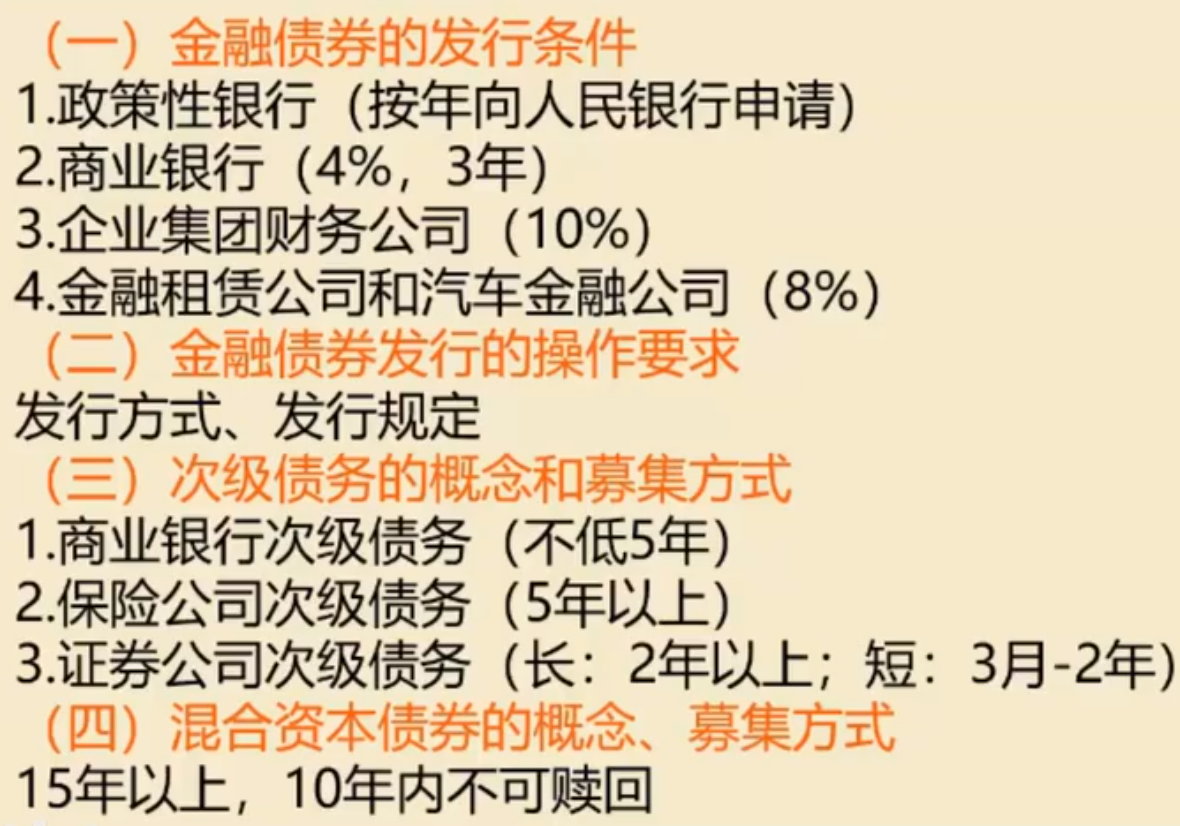 （一）金融债券的发行条件
1.政策性银行（按年向人民银行申请）
2.商业银行（4%，3年）
3.企业集团财务公司（10%）
4.金融租赁公司和汽车金融公司（8%）
（二）金融债券发行的操作要求
发行方式、发行规定
（三）次级债务的概念和募集方式
1.商业银行次级债务（不低5年）
2.保险公司次级债务（5年以上）
3.证券公司次级债务（长：2年以上；短：3月-2年）
（四）混合资本债券的概念、募集方式
15年以上，10年内不可赎回